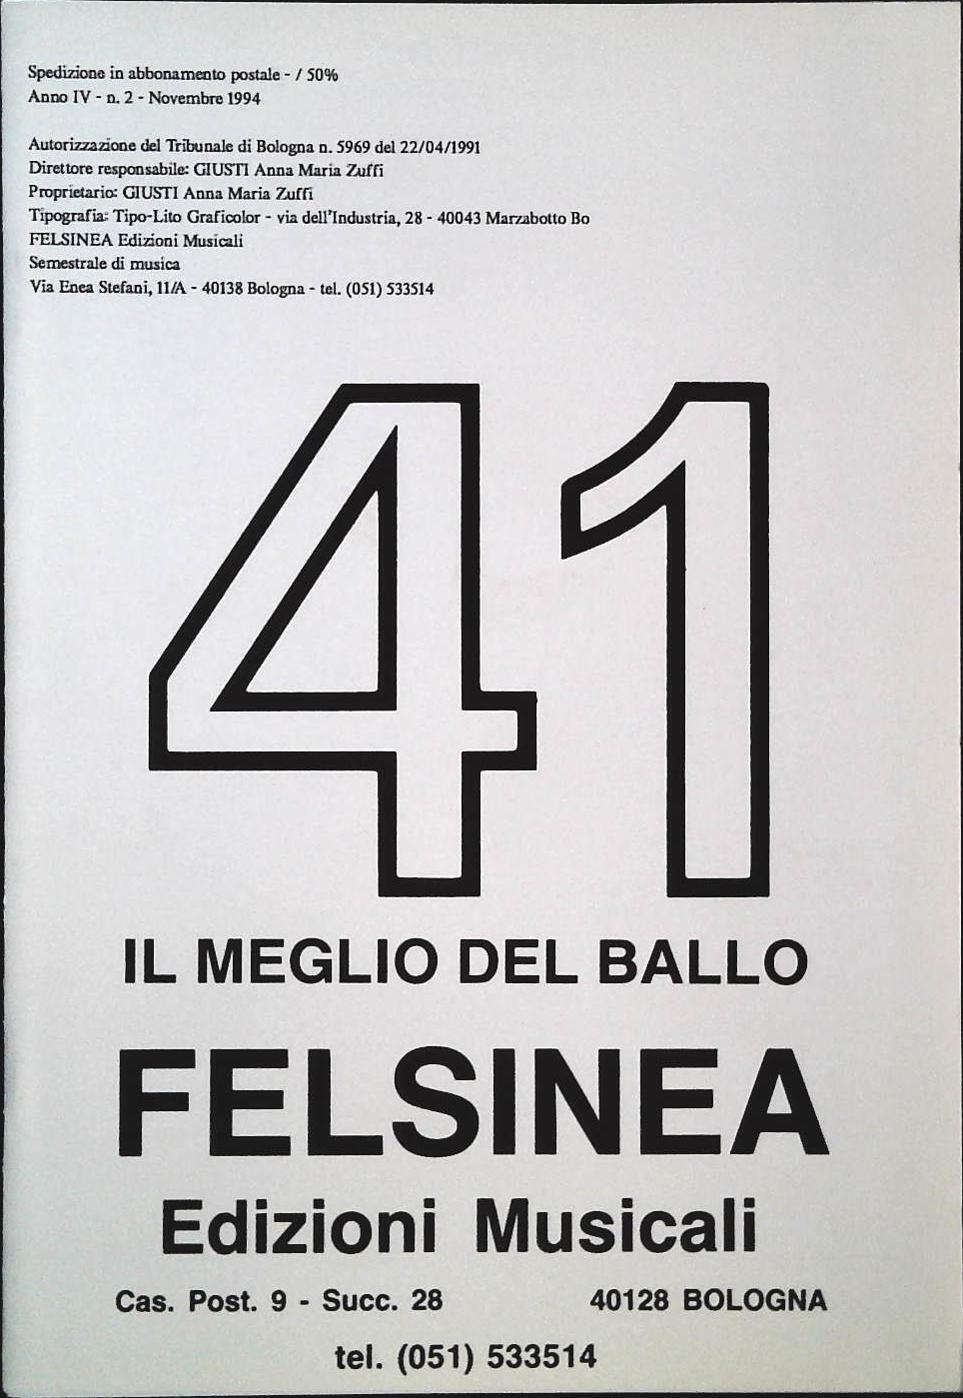 Spedizione in abbonamento postale - / 50%
Anno IV - n. 2 - Novembre 1994
Autorizzazione del Tribunale di Bologna n. 5969 del 22/04/1991
Direttore responsabile: GIUSTI Anna Maria Zuffi
Proprietario: GIUSTI Anna Maria Zuffi
Tipografia: Tipo-Lito Graficolor - via dell'Industria, 28 - 40043 Marzabotto Bo
FELSINEA Edizioni Musicali
Semestrale di musica
Via Enea Stefani, 11/A - 40138 Bologna - tel. (051) 533514
41
IL MEGLIO DEL BALLO
FELSINEA
Edizioni Musicali
Cas. Post. 9 - Succ. 28 40128 BOLOGNA
tel. (051) 533514